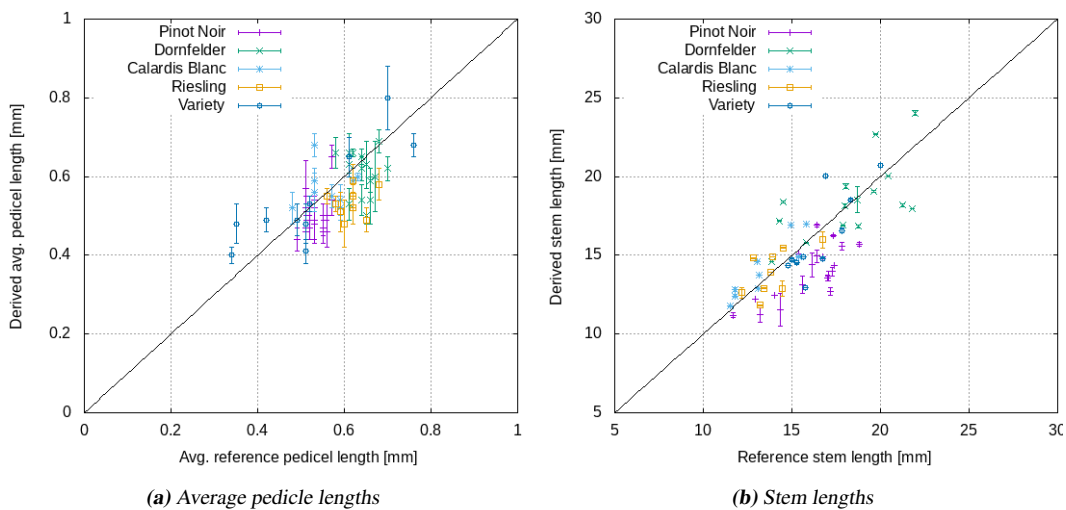 1
0.8
0.6
0.4
0.2
0
0
0.2
0.4
0.6
0.8
1
Derived avg. pedicel length [mm]
Avg. reference pedicel length [mm]
Pinot Noir
Dornfelder
Calardis Blanc
Riesling
Variety
(a) Average pedicle lengths
30
25
20
15
10
5
5
10
15
20
25
30
Derived stem length [mm]
Reference stem length [mm]
Pinot Noir
Dornfelder
Calardis Blanc
Riesling
Variety
(b) Stem lengths